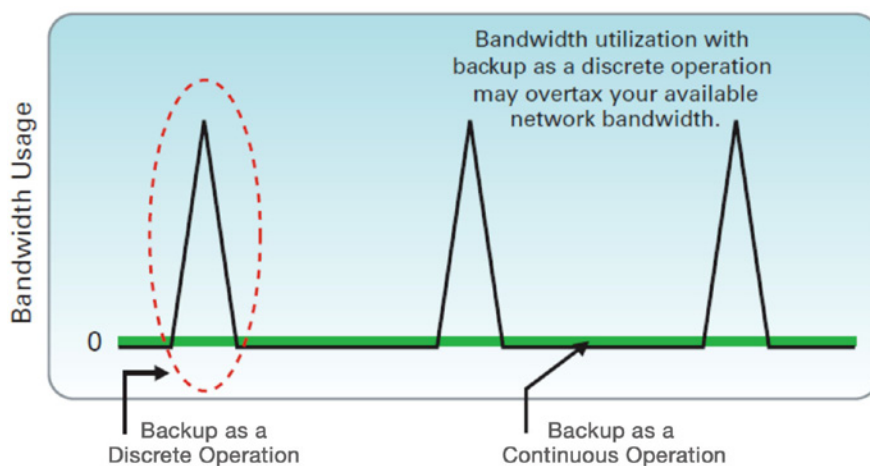 Bandwidth utilization with
backup as a discrete operation
may overtax your available
network bandwidth.
Bandwidth Usage
0
Backup as a
Discrete Operation
Backup as a
Continuous Operation